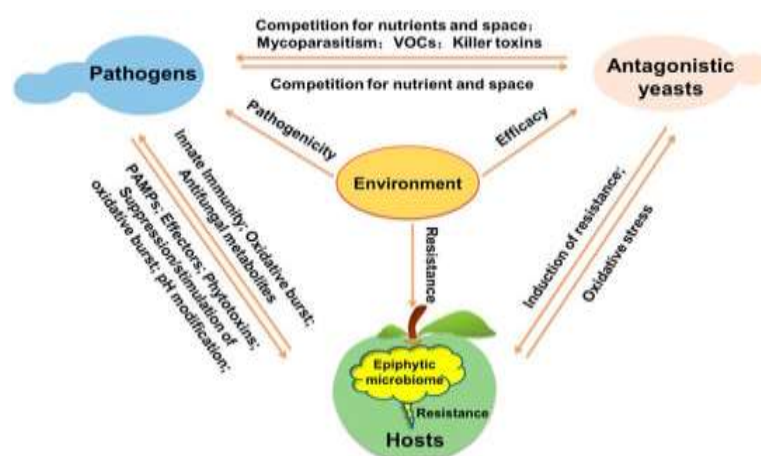 Competition for nutrients and space;
Mycoparasitism; VOCs; Killer toxins
Pathogens
Antagonistic
yeasts
Competition for nutrient and space
Pathogenicity
Efficacy
Environment
Innate Immunity; Oxidative burst;
Antifungal metabolites
PAMPs; Effectors; Phytotoxins;
Suppression/stimulation of
oxidative burst; pH modification;
Resistance
Induction of resistance;
Oxidative stress
Epiphytic
microbiome
Resistance
Hosts